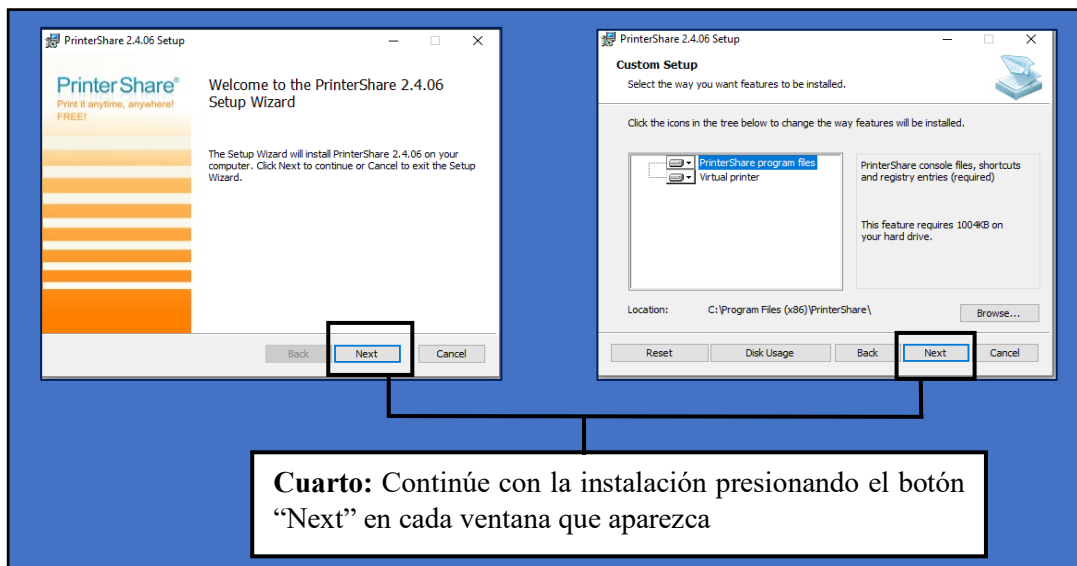 PrinterShare 2.4.06 Setup
PrinterShare®
Print it anytime, anywhere!
FREE!
Welcome to the PrinterShare 2.4.06
Setup Wizard
The Setup Wizard will install PrinterShare 2.4.06 on your
computer. Click Next to continue or Cancel to exit the Setup
Wizard.
Back Next Cancel
PrinterShare 2.4.06 Setup
Custom Setup
Select the way you want features to be installed.
Click the icons in the tree below to change the way features will be installed.
PrinterShare program files
Virtual printer
PrinterShare console files, shortcuts
and registry entries (required)
This feature requires 1004KB on
your hard drive.
Location: C:\Program Files (x86)\PrinterShare\
Browse...
Reset Disk Usage Back Next Cancel
Cuarto: Continúe con la instalación presionando el botón
“Next” en cada ventana que aparezca